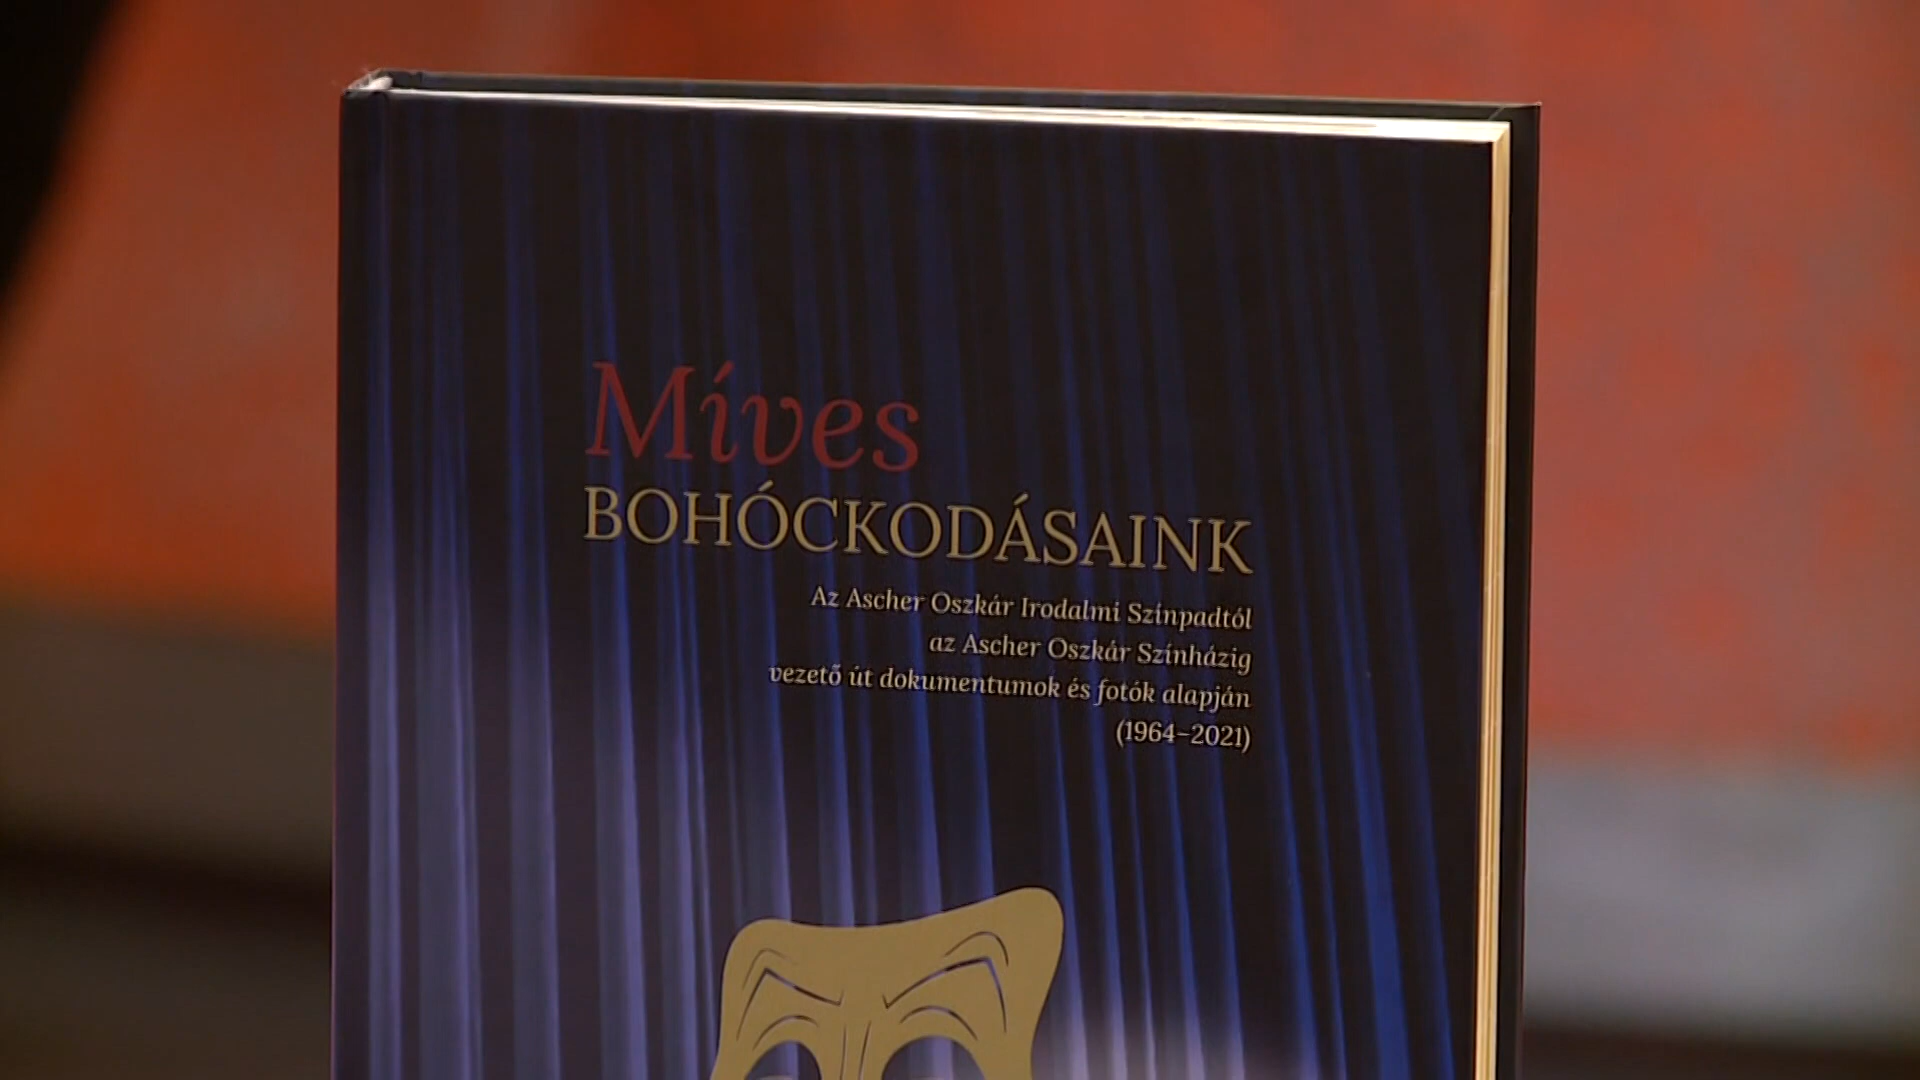 Míves
BOHÓCKODÁSAINK
Az Ascher Oszkár Irodalmi Színpadtól
az Ascher Oszkár Színházig
vezető út dokumentumok és fotók alapján
(1964–2021)